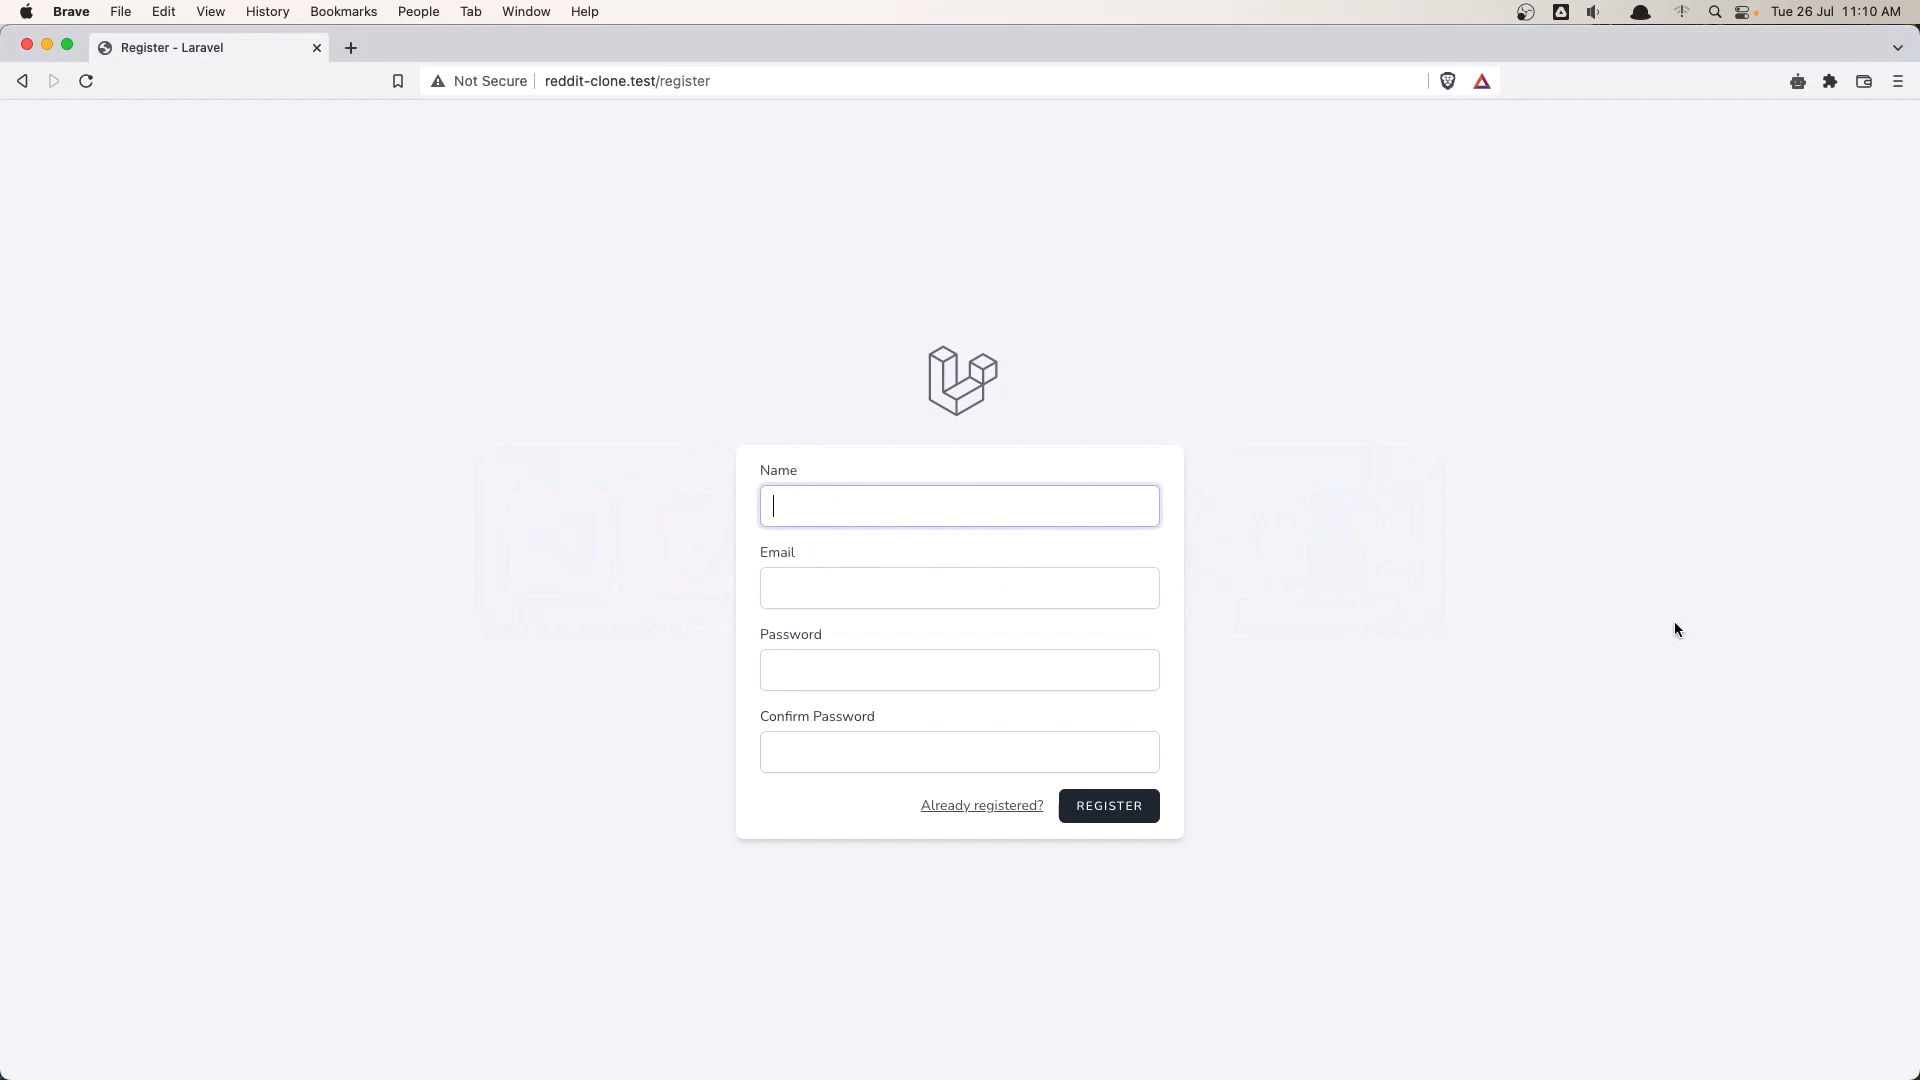 Brave File Edit View History Bookmarks People Tab Window Help Tue 26 Jul 11:10 AM
Register - Laravel
Not Secure reddit-clone.test/register
Name
Email
Password
Confirm Password
Already registered? REGISTER